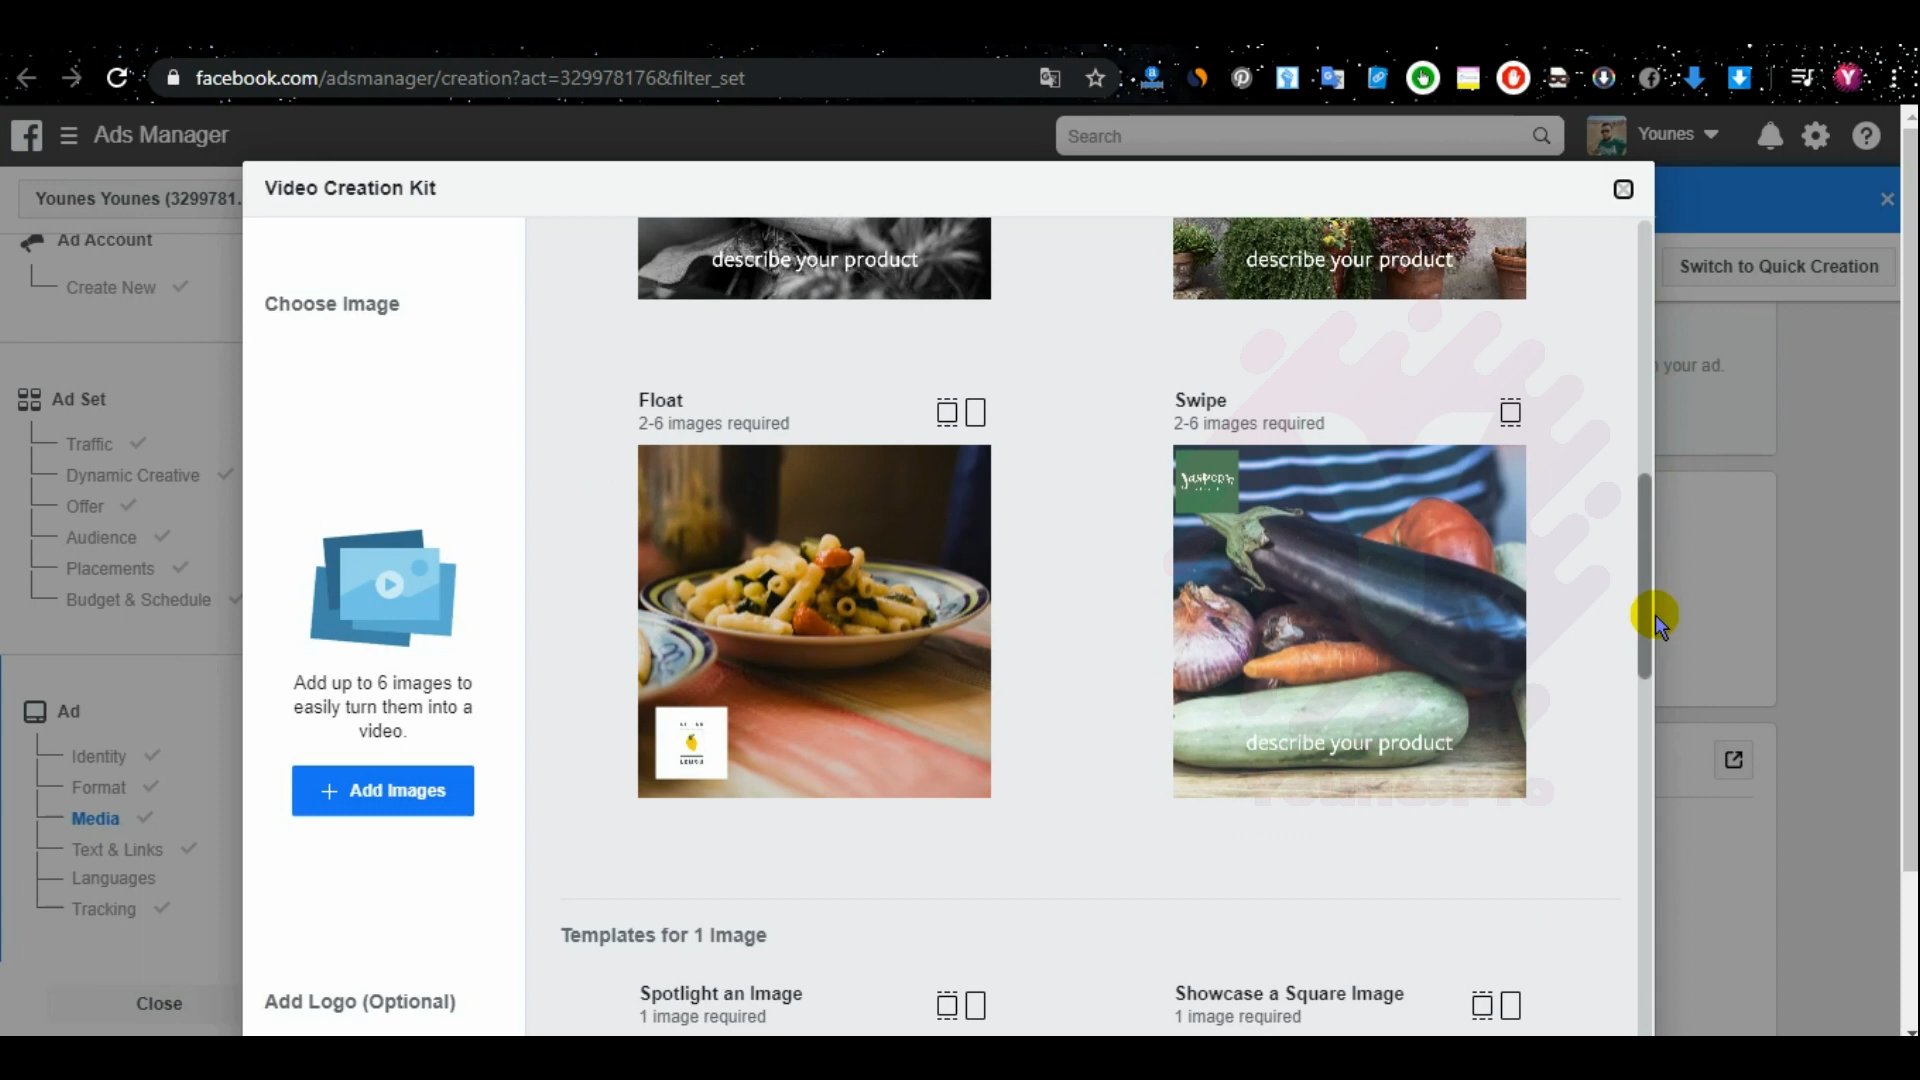 facebook.com/adsmanager/creation?act=329978176&filter_set
Ads Manager
Search
Younes
Younes Younes (3299781.
Video Creation Kit
Switch to Quick Creation
Ad Account
Create New
Choose Image
describe your product
describe your product
your ad.
Ad Set
Traffic
Dynamic Creative
Offer
Audience
Placements
Budget & Schedule
Float
2-6 images required
Swipe
2-6 images required
Add up to 6 images to
easily turn them into a
video.
+ Add Images
describe your product
Ad
Identity
Format
Media
Text & Links
Languages
Tracking
Close
Templates for 1 Image
Spotlight an Image
1 image required
Showcase a Square Image
1 image required
Add Logo (Optional)